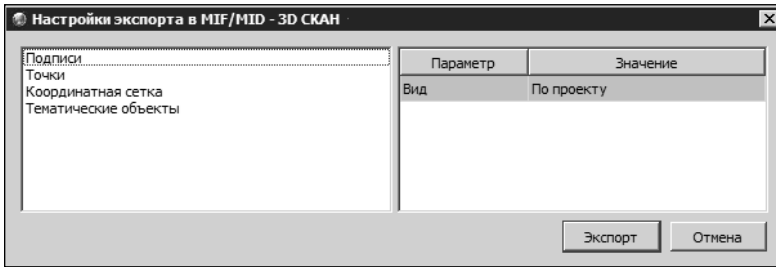 Настройки экспорта в MIF/MID - 3D СКАН
Подписи
Точки
Координатная сетка
Тематические объекты
Параметр Значение
Вид По проекту
Экспорт Отмена